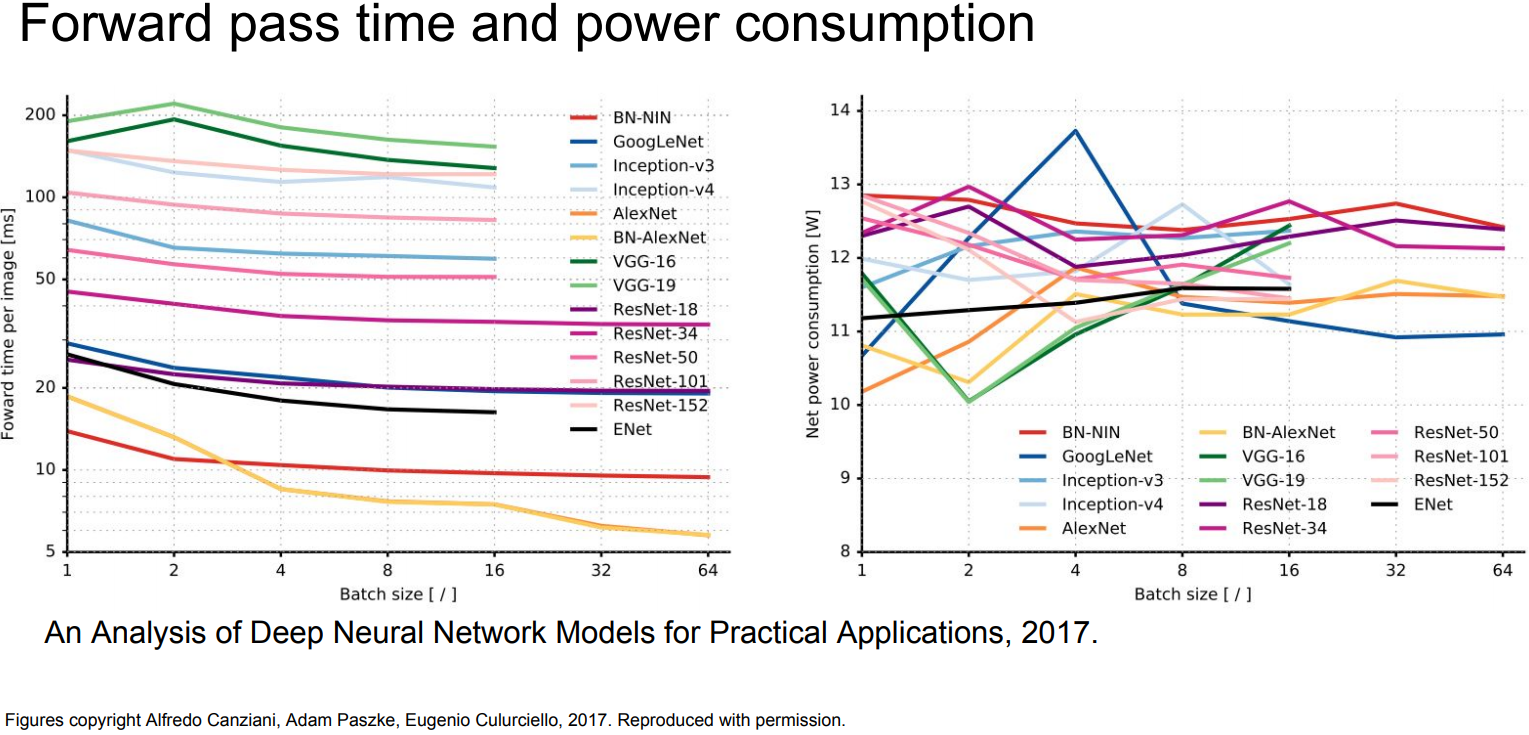 Forward pass time and power consumption
200
100
50
20
10
5
1 2 4 8 16 32 64
Foward time per image [ms]
Batch size [ / ]
BN-NIN
GoogLeNet
Inception-v3
Inception-v4
AlexNet
BN-AlexNet
VGG-16
VGG-19
ResNet-18
ResNet-34
ResNet-50
ResNet-101
ResNet-152
ENet
14
13
12
11
10
9
8
1 2 4 8 16 32 64
Net power consumption [W]
Batch size [ / ]
BN-NIN BN-AlexNet ResNet-50
GoogLeNet VGG-16 ResNet-101
Inception-v3 VGG-19 ResNet-152
Inception-v4 ResNet-18 ENet
AlexNet ResNet-34
An Analysis of Deep Neural Network Models for Practical Applications, 2017.
Figures copyright Alfredo Canziani, Adam Paszke, Eugenio Culurciello, 2017. Reproduced with permission.